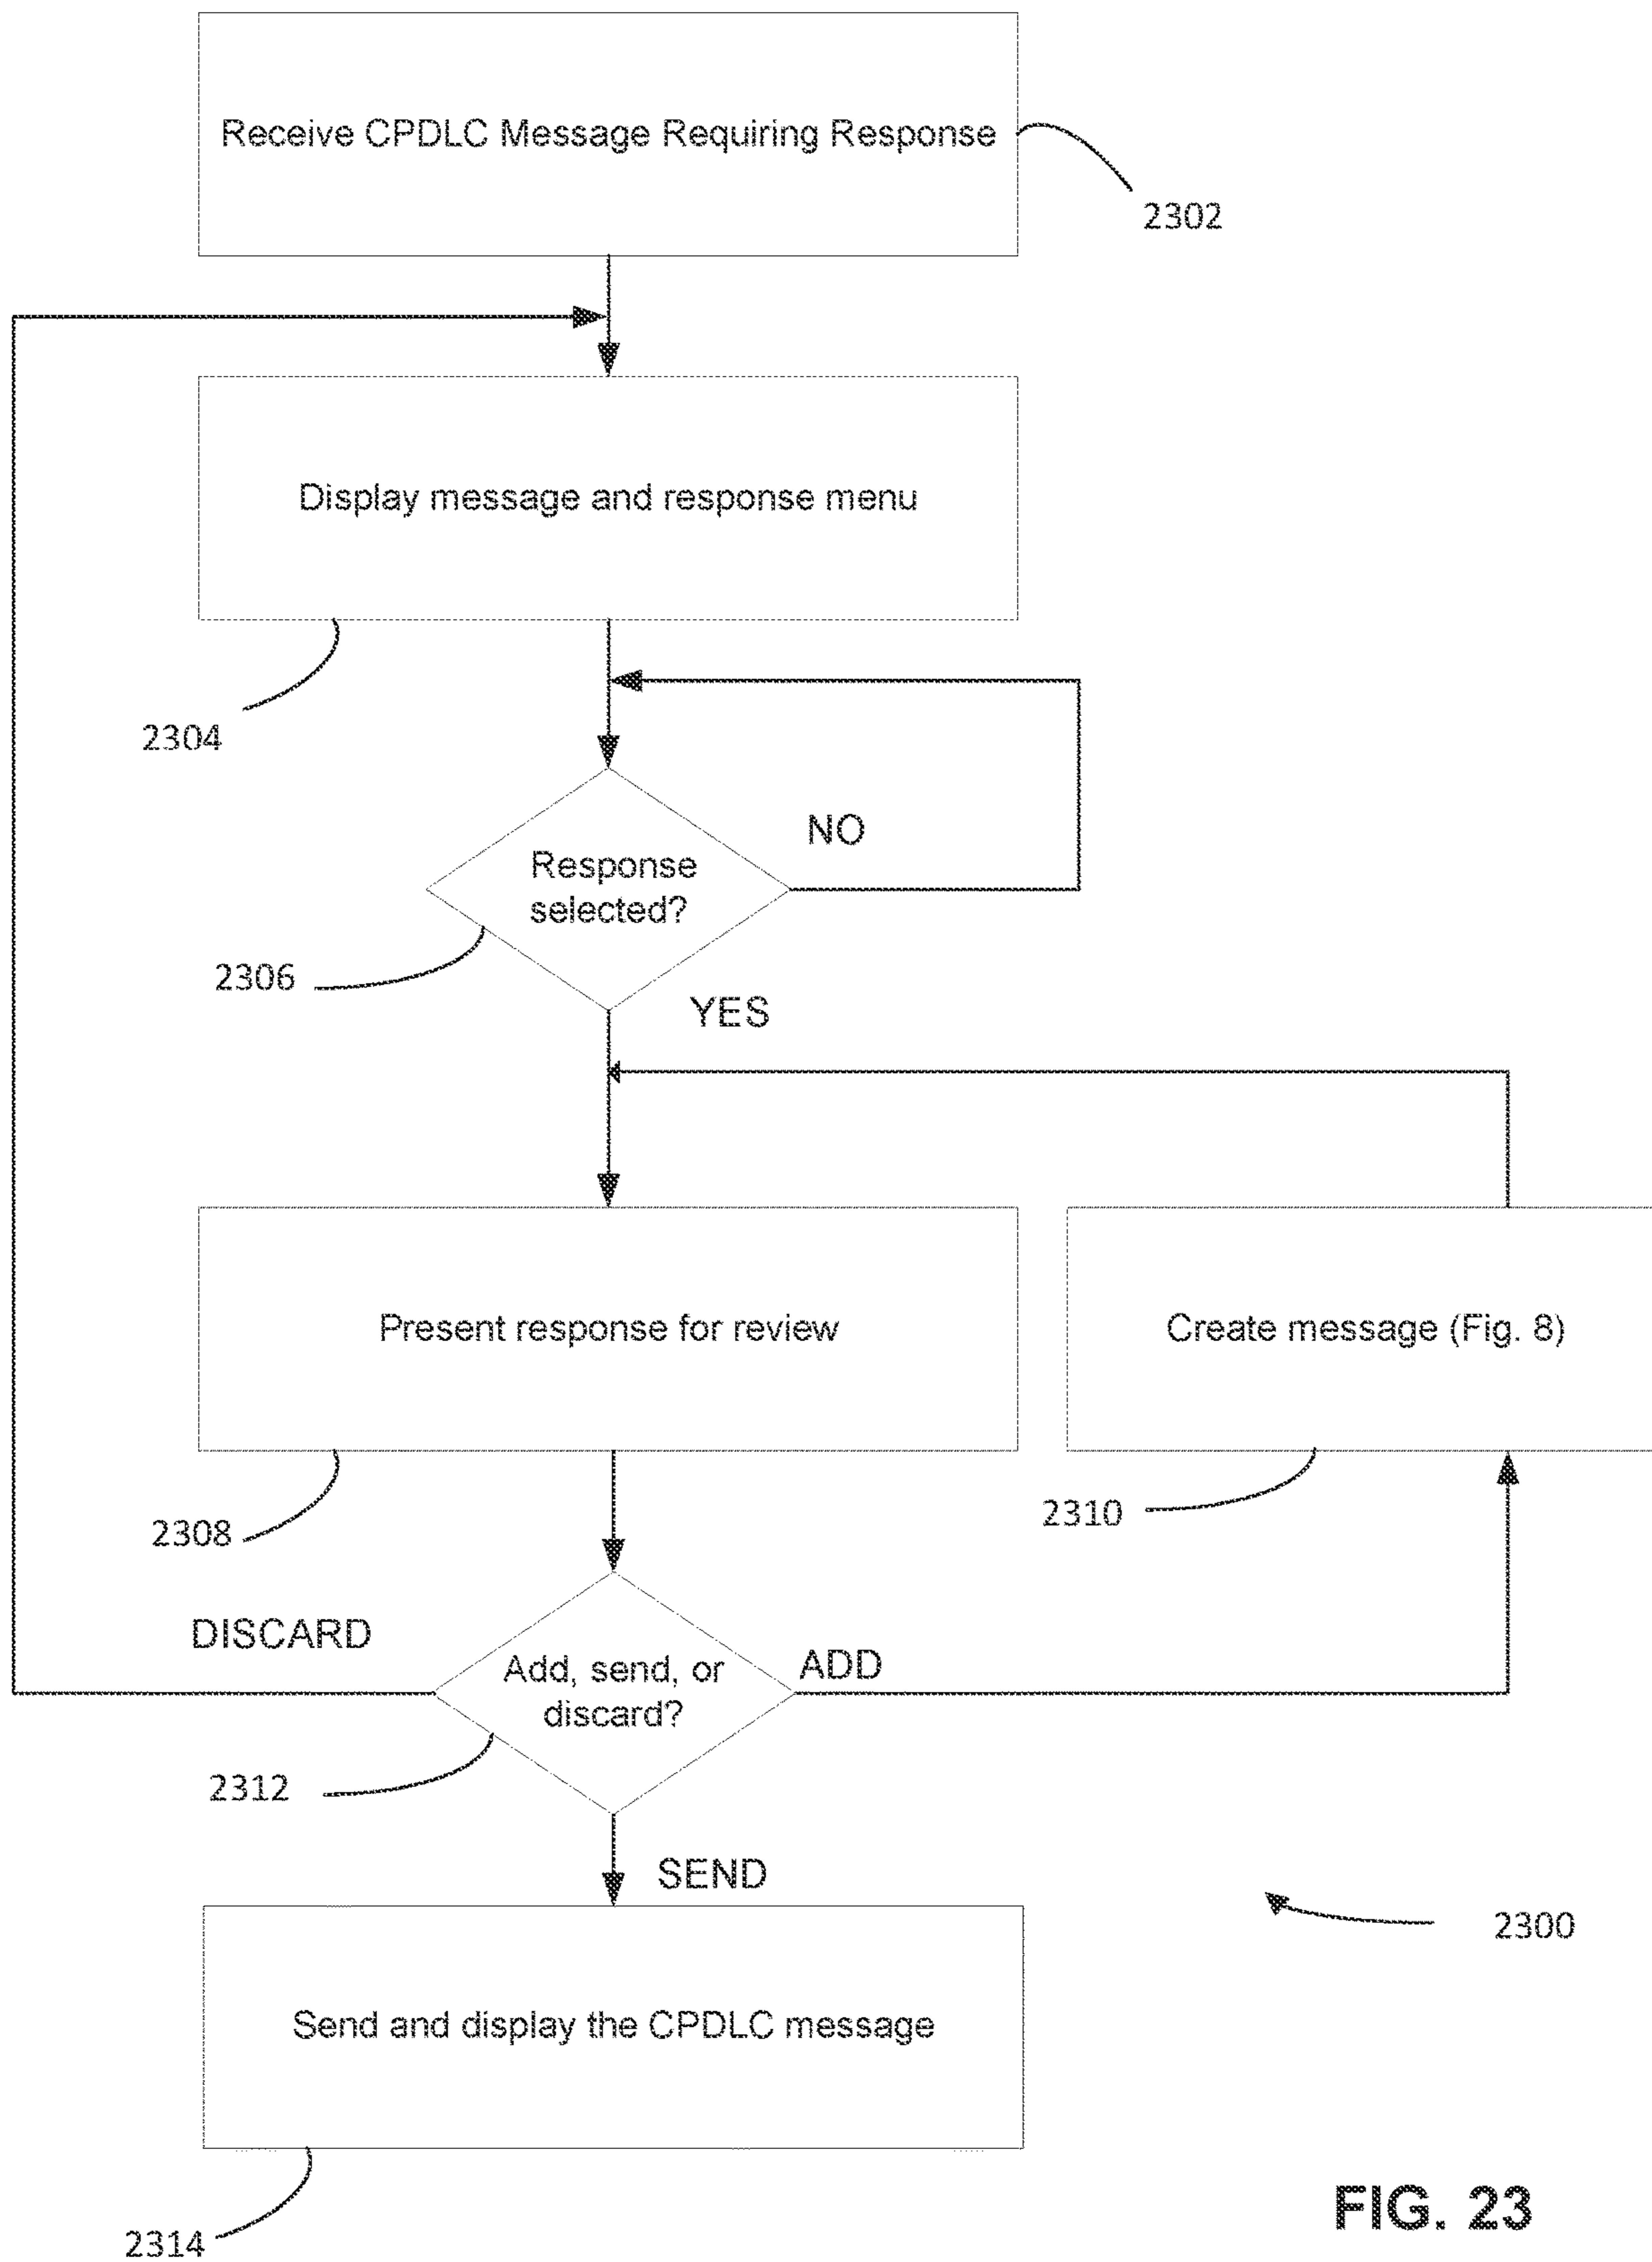 Receive CPDLC Message Requiring Response
2302
Display message and response menu
2304
NO
Response
selected?
2306
YES
Present response for review
Create message (Fig. 8)
2308
2310
DISCARD
ADD
Add, send, or
discard?
2312
SEND
2300
Send and display the CPDLC message
2314
FIG. 23